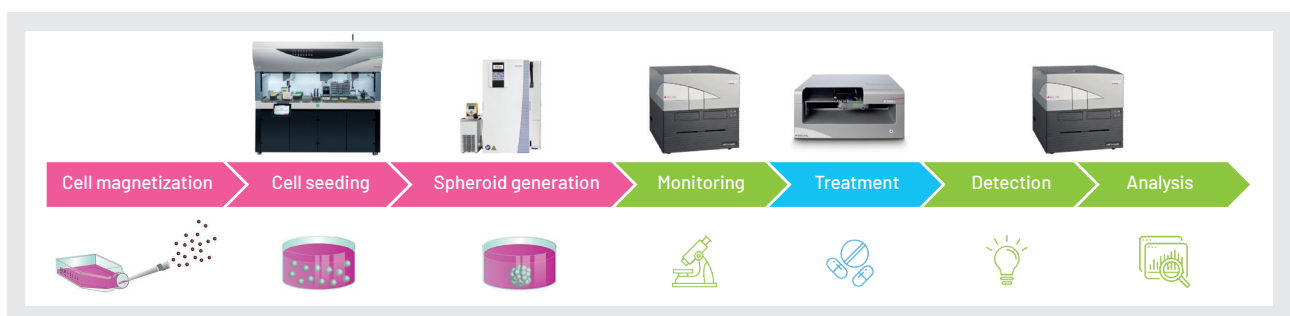 Cell magnetization
Cell seeding
Spheroid generation
Monitoring
Treatment
Detection
Analysis